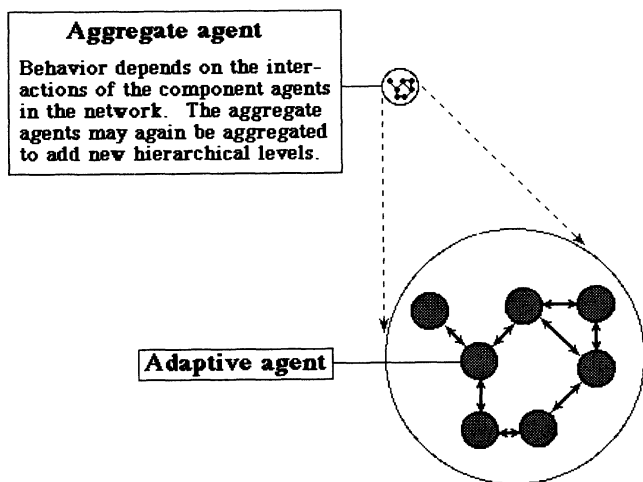 Aggregate agent
Behavior depends on the inter-
actions of the component agents
in the network. The aggregate
agents may again be aggregated
to add new hierarchical levels.
Adaptive agent